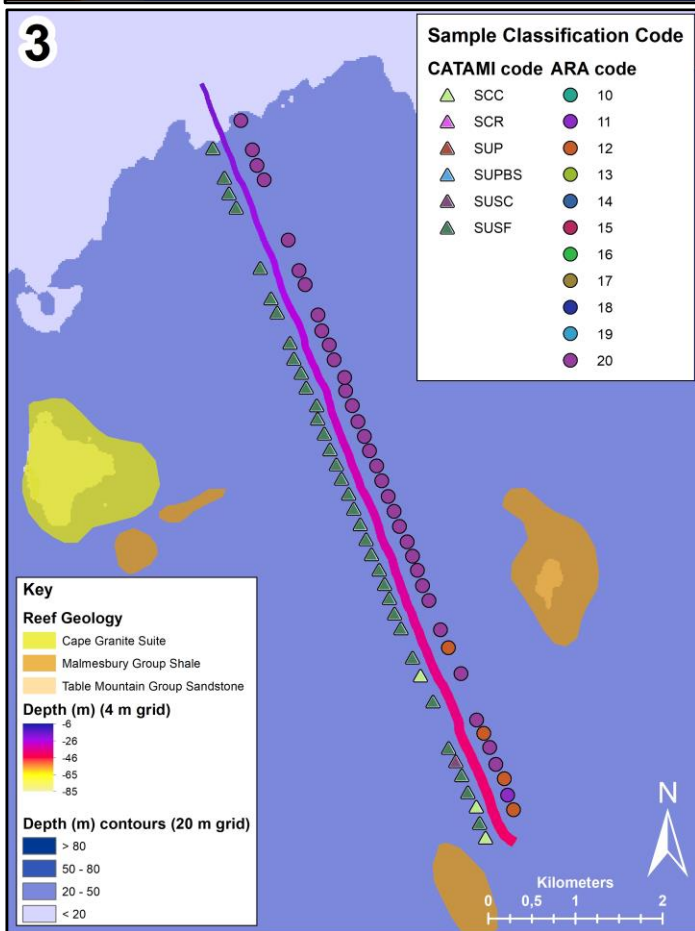 3
Sample Classification Code
CATAMI code ARA code
SCC
SCR
SUP
SUPBS
SUSC
SUSF
10
11
12
13
14
15
16
17
18
19
20
Key
Reef Geology
Cape Granite Suite
Malmesbury Group Shale
Table Mountain Group Sandstone
Depth (m) (4 m grid)
-6
-26
-46
-65
-85
Depth (m) contours (20 m grid)
> 80
50 - 80
20 - 50
< 20
N
Kilometers
0 0,5 1 2